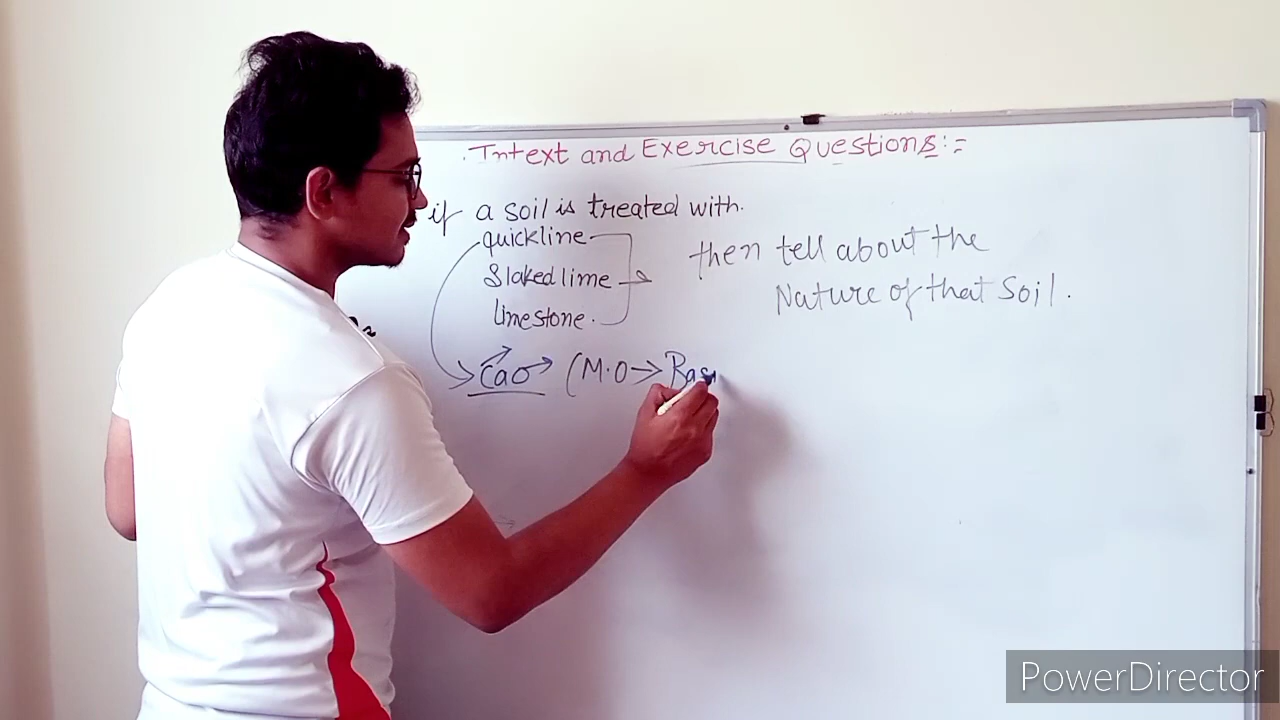 Intext and Exercise Questions:-
if a soil is treated with.
quickline
Slaked lime
limestone.
then tell about the
Nature of that Soil.
CaO → (M.O → Bas
PowerDirector